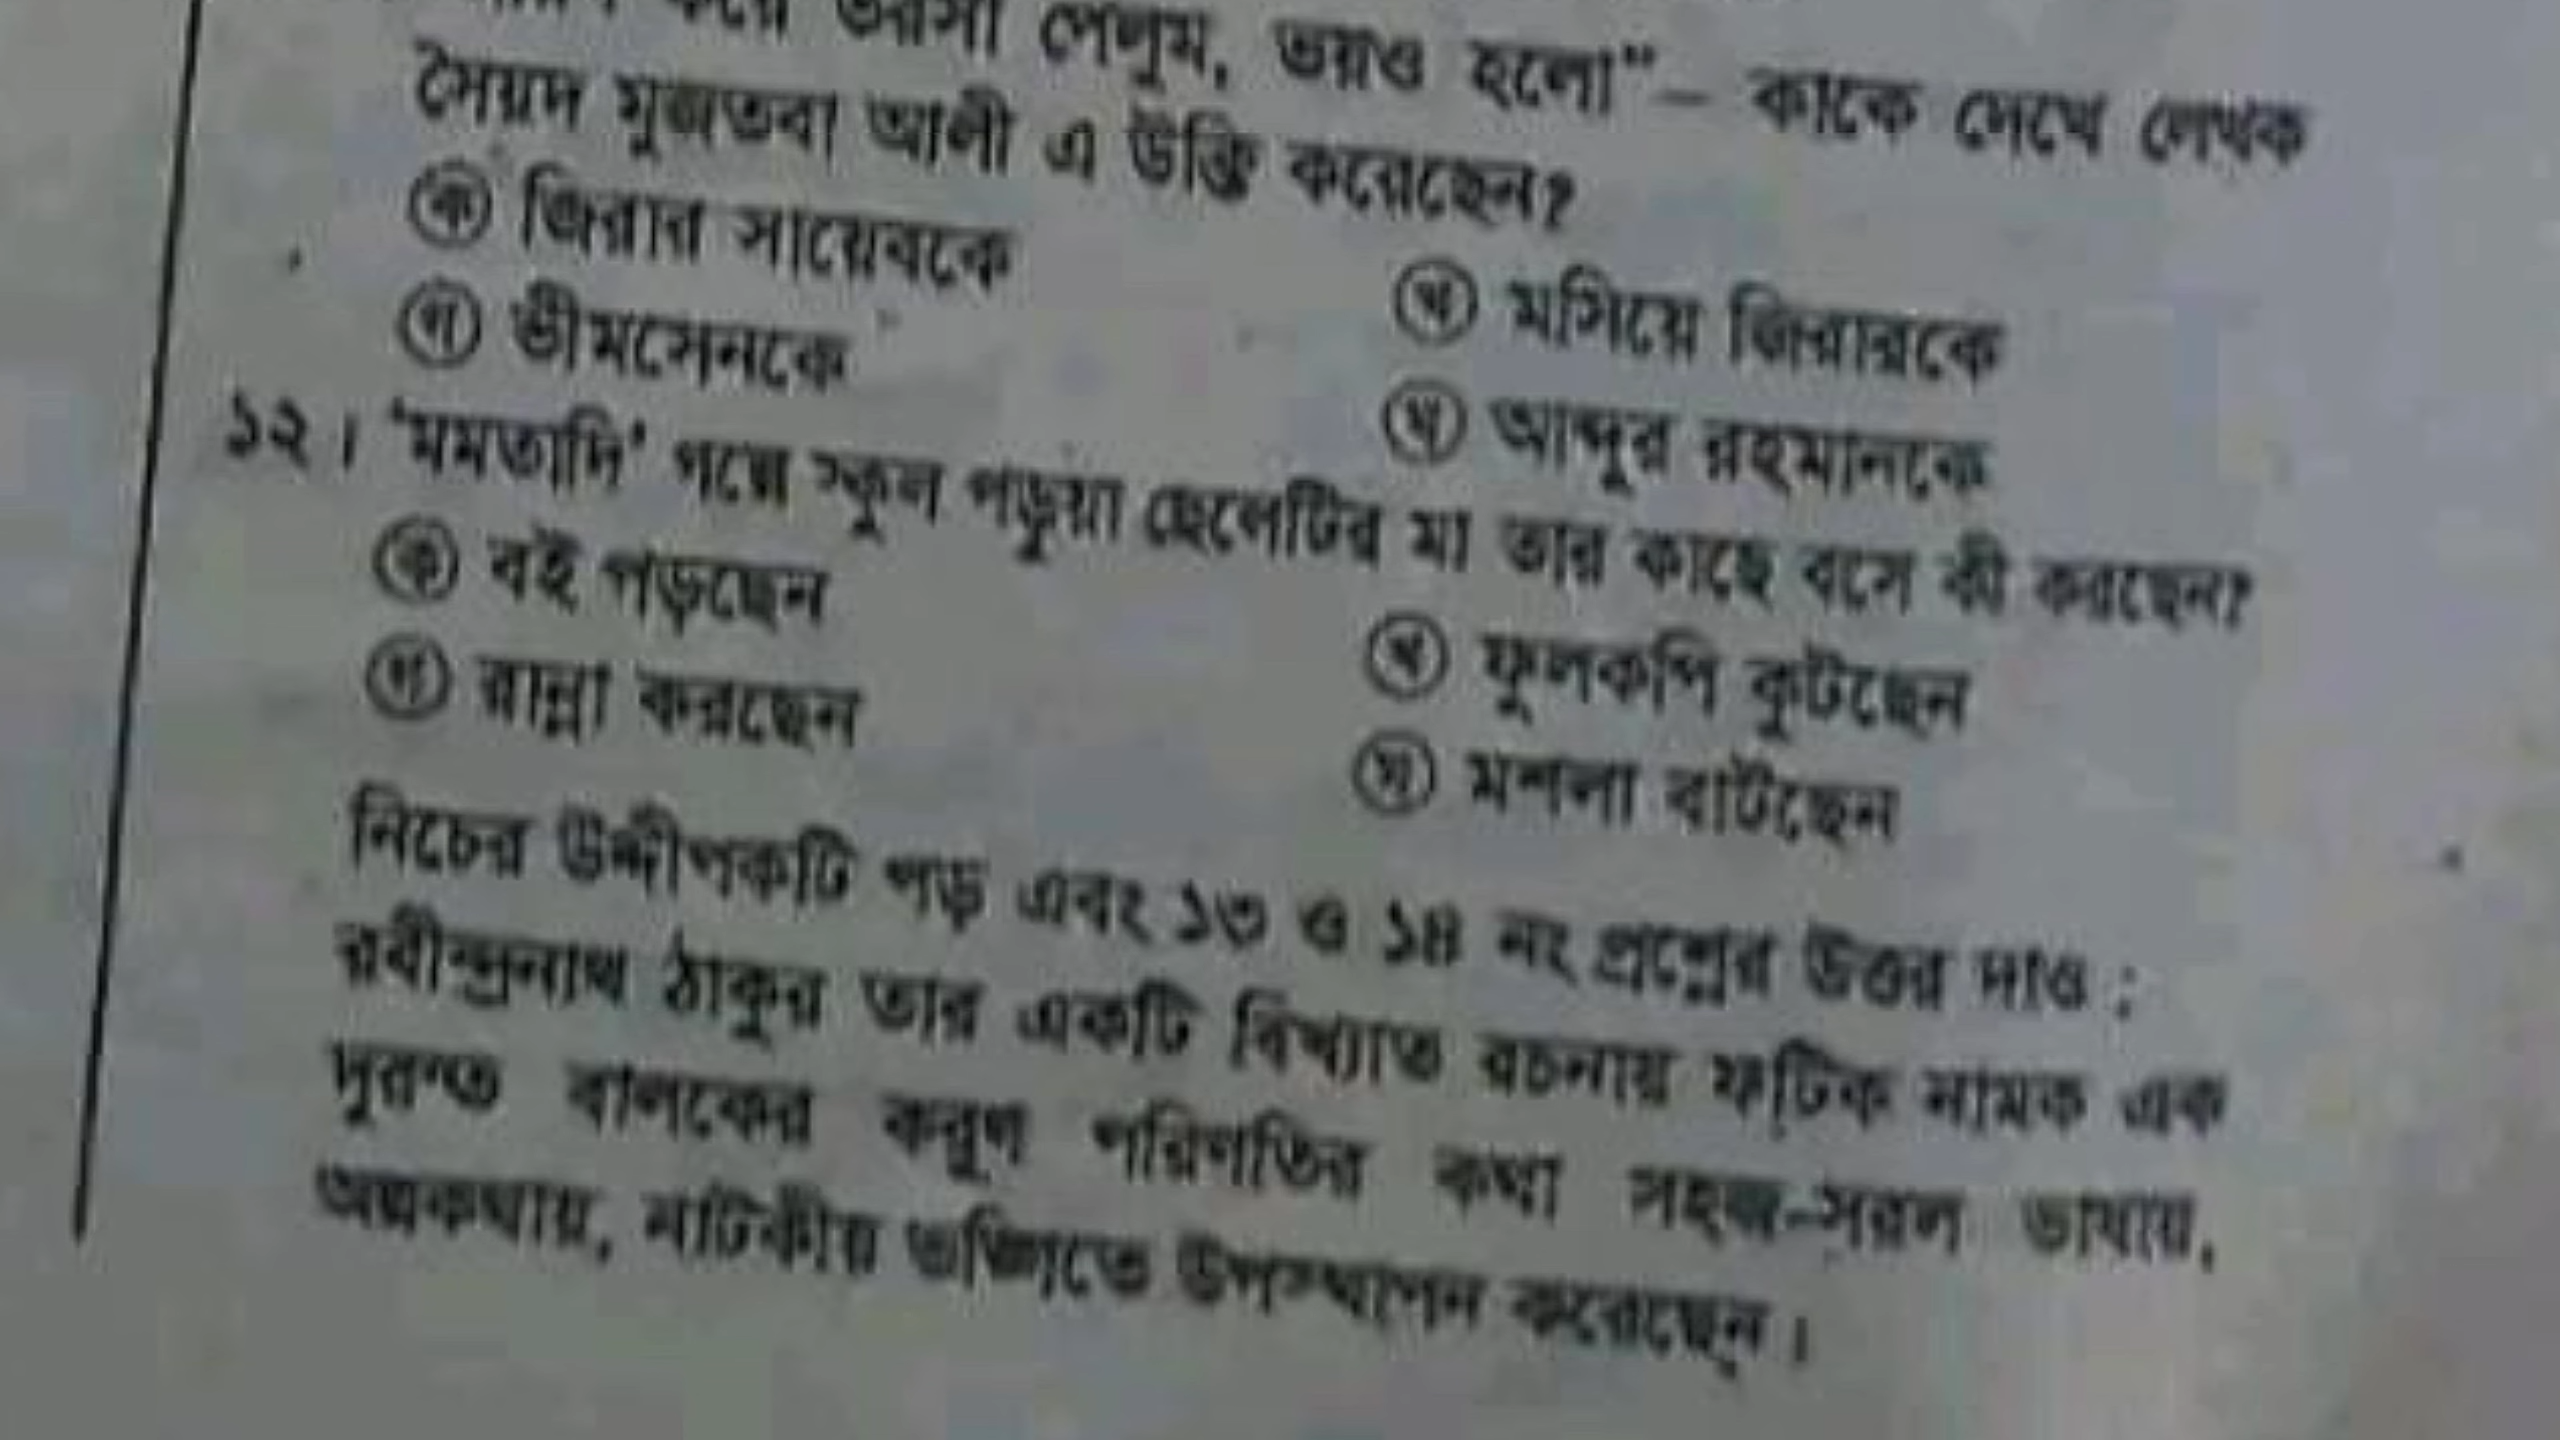 করে ভরসা পেলুম, ভয়ও হলো”– কাকে দেখে লেখক
সৈয়দ মুজতবা আলী এ উক্তি করেছেন?
ক জিরার সায়েবকে
খ মসিয়ে জিরারকে
গ ভীমসেনকে
ঘ আব্দুর রহমানকে
১২। ‘মমতাদি’ গল্পে স্কুল পড়ুয়া ছেলেটির মা তার কাছে বসে কী করছেন?
ক বই পড়ছেন
খ ফুলকপি কুটছেন
গ রান্না করছেন
ঘ মশলা বাটছেন
নিচের উদ্দীপকটি পড় এবং ১৩ ও ১৪ নং প্রশ্নের উত্তর দাও :
রবীন্দ্রনাথ ঠাকুর তার একটি বিখ্যাত রচনায় ফটিক নামক এক
দুরন্ত বালকের করুণ পরিণতির কথা সহজ-সরল ভাষায়,
অল্পকথায়, নাটকীয় ভঙ্গিতে উপস্থাপন করেছেন।